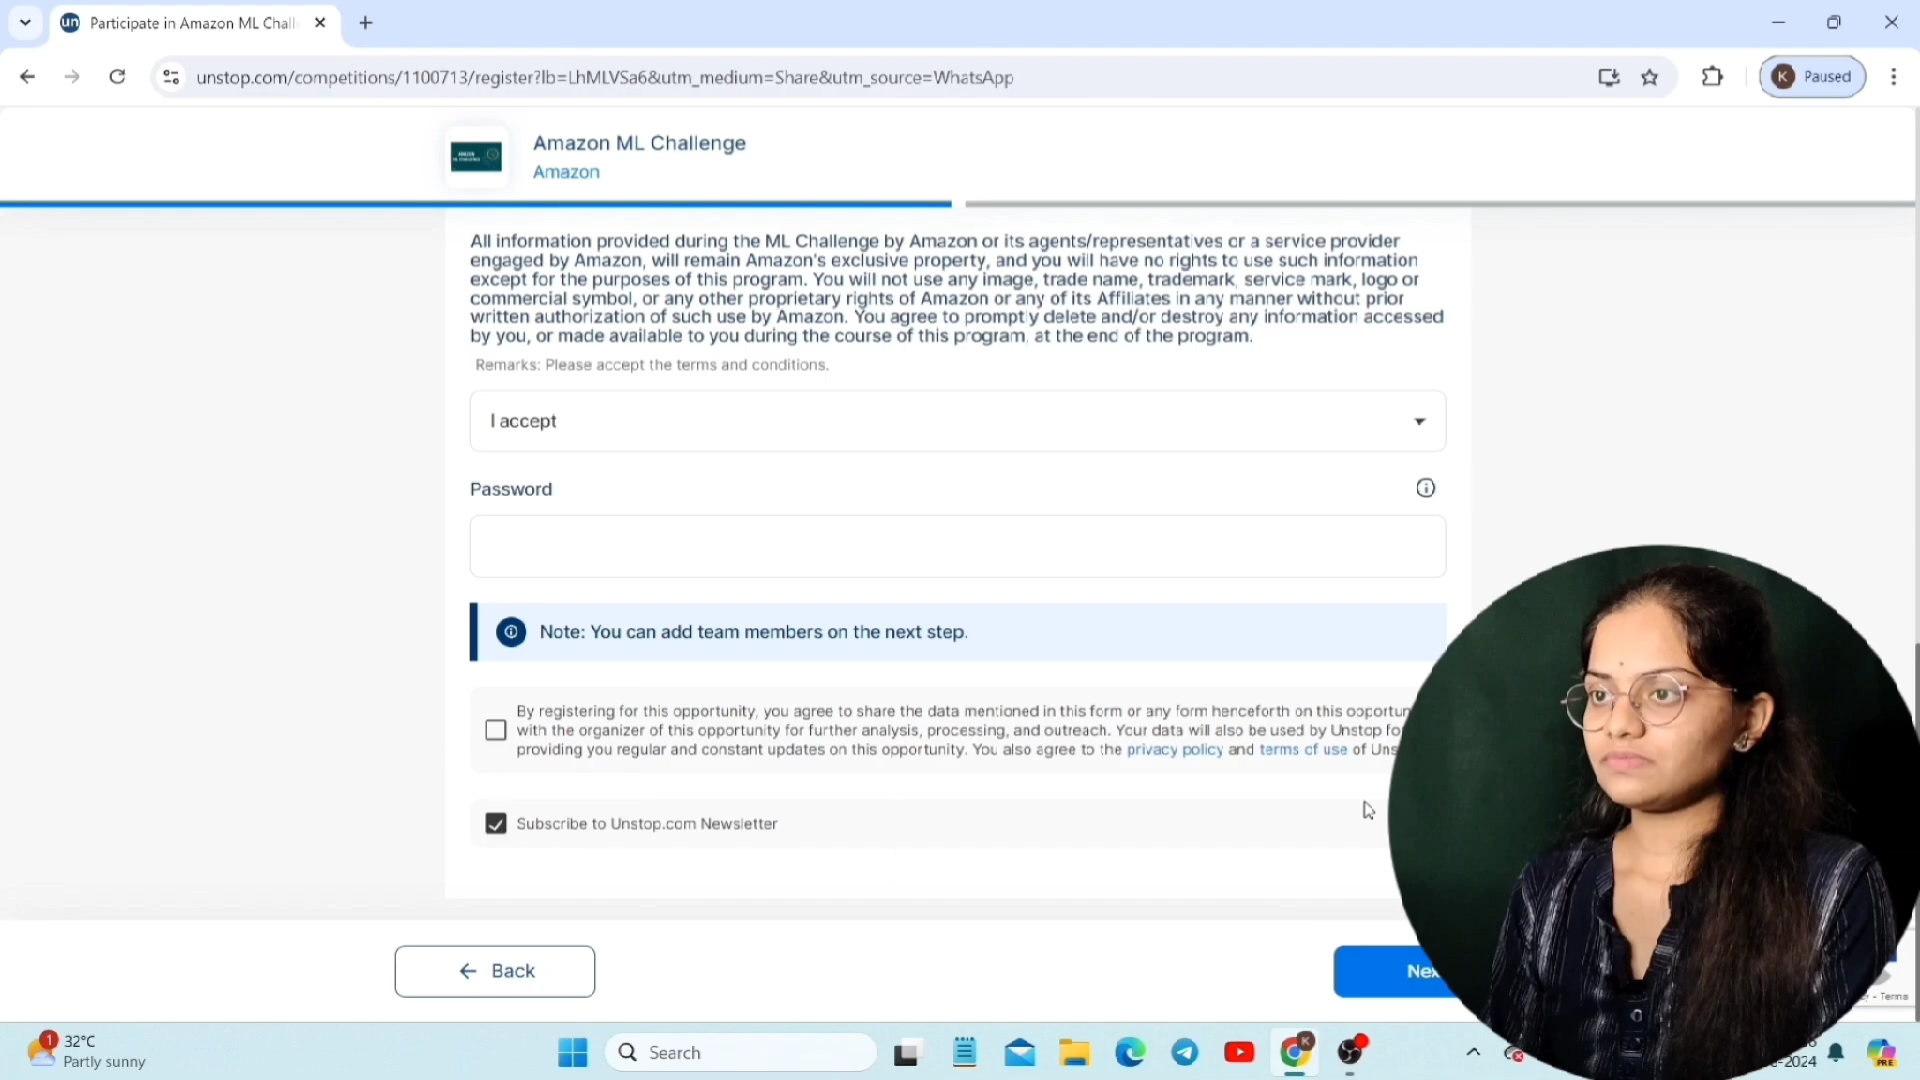 un Participate in Amazon ML Chall
unstop.com/competitions/1100713/register?lb=LhMLVSa6&utm_medium=Share&utm_source=WhatsApp
K Paused
AMAZON
ML CHALLENGE
Amazon ML Challenge
Amazon
All information provided during the ML Challenge by Amazon or its agents/representatives or a service provider
engaged by Amazon, will remain Amazon's exclusive property, and you will have no rights to use such information
except for the purposes of this program. You will not use any image, trade name, trademark, service mark, logo or
commercial symbol, or any other proprietary rights of Amazon or any of its Affiliates in any manner without prior
written authorization of such use by Amazon. You agree to promptly delete and/or destroy any information accessed
by you, or made available to you during the course of this program, at the end of the program.
Remarks: Please accept the terms and conditions.
I accept
Password
Note: You can add team members on the next step.
By registering for this opportunity, you agree to share the data mentioned in this form or any form henceforth on this opportun
with the organizer of this opportunity for further analysis, processing, and outreach. Your data will also be used by Unstop fo
providing you regular and constant updates on this opportunity. You also agree to the privacy policy and terms of use of Uns
Subscribe to Unstop.com Newsletter
Back
Nex
- Terms
1
32°C
Partly sunny
Search
K
-2024
PRE